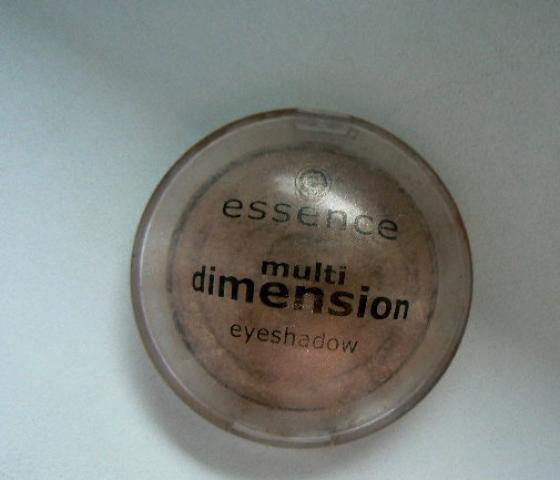 essence
multi
dimension
eyeshadow